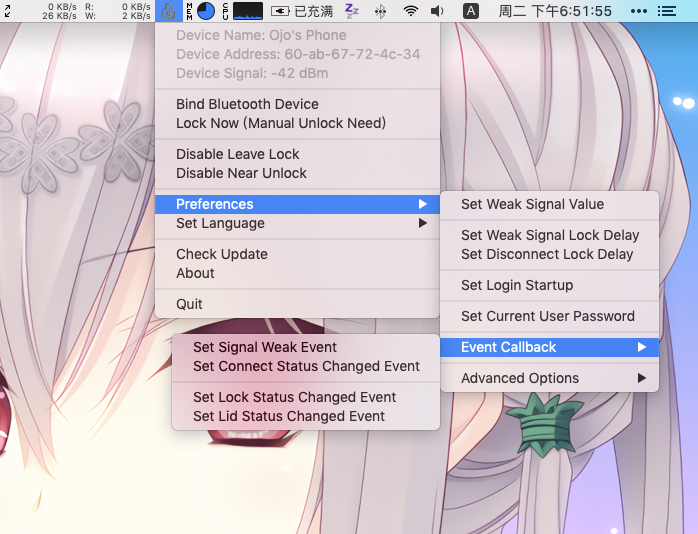 0 KB/s R: 0 KB/s MEM CPU 已充满 Zzz A 周二 下午6:51:55
26 KB/s W: 2 KB/s
Device Name: Ojo's Phone
Device Address: 60-ab-67-72-4c-34
Device Signal: -42 dBm
Bind Bluetooth Device
Lock Now (Manual Unlock Need)
Disable Leave Lock
Disable Near Unlock
Preferences
Set Language
Check Update
About
Quit
Set Weak Signal Value
Set Weak Signal Lock Delay
Set Disconnect Lock Delay
Set Login Startup
Set Current User Password
Event Callback
Advanced Options
Set Signal Weak Event
Set Connect Status Changed Event
Set Lock Status Changed Event
Set Lid Status Changed Event